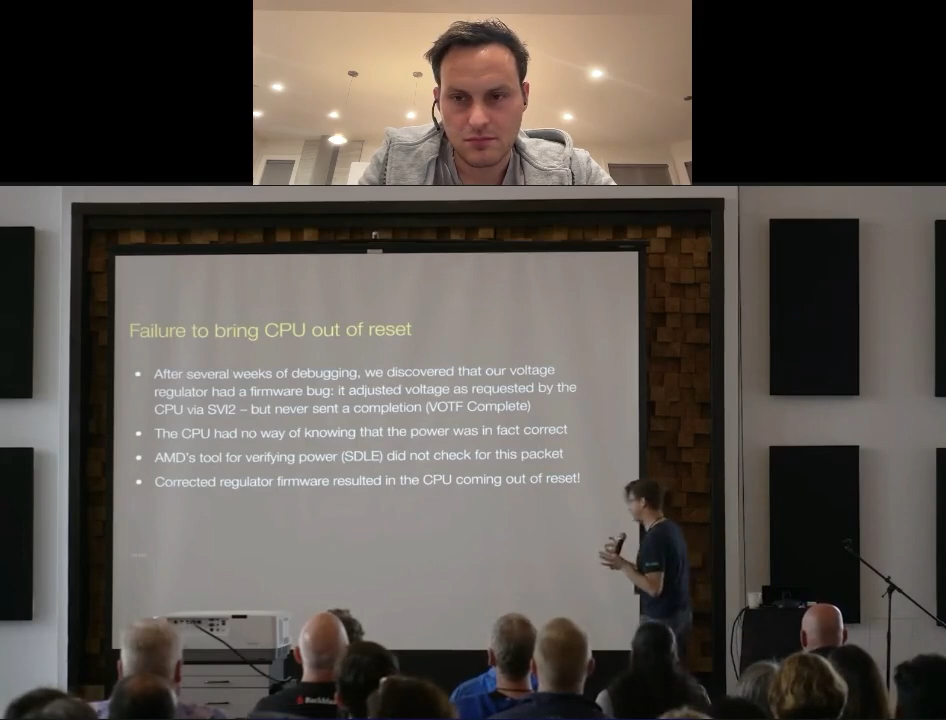 Failure to bring CPU out of reset
• After several weeks of debugging, we discovered that our voltage
regulator had a firmware bug: it adjusted voltage as requested by the
CPU via SVI2 – but never sent a completion (VOTF Complete)
• The CPU had no way of knowing that the power was in fact correct
• AMD's tool for verifying power (SDLE) did not check for this packet
• Corrected regulator firmware resulted in the CPU coming out of reset!